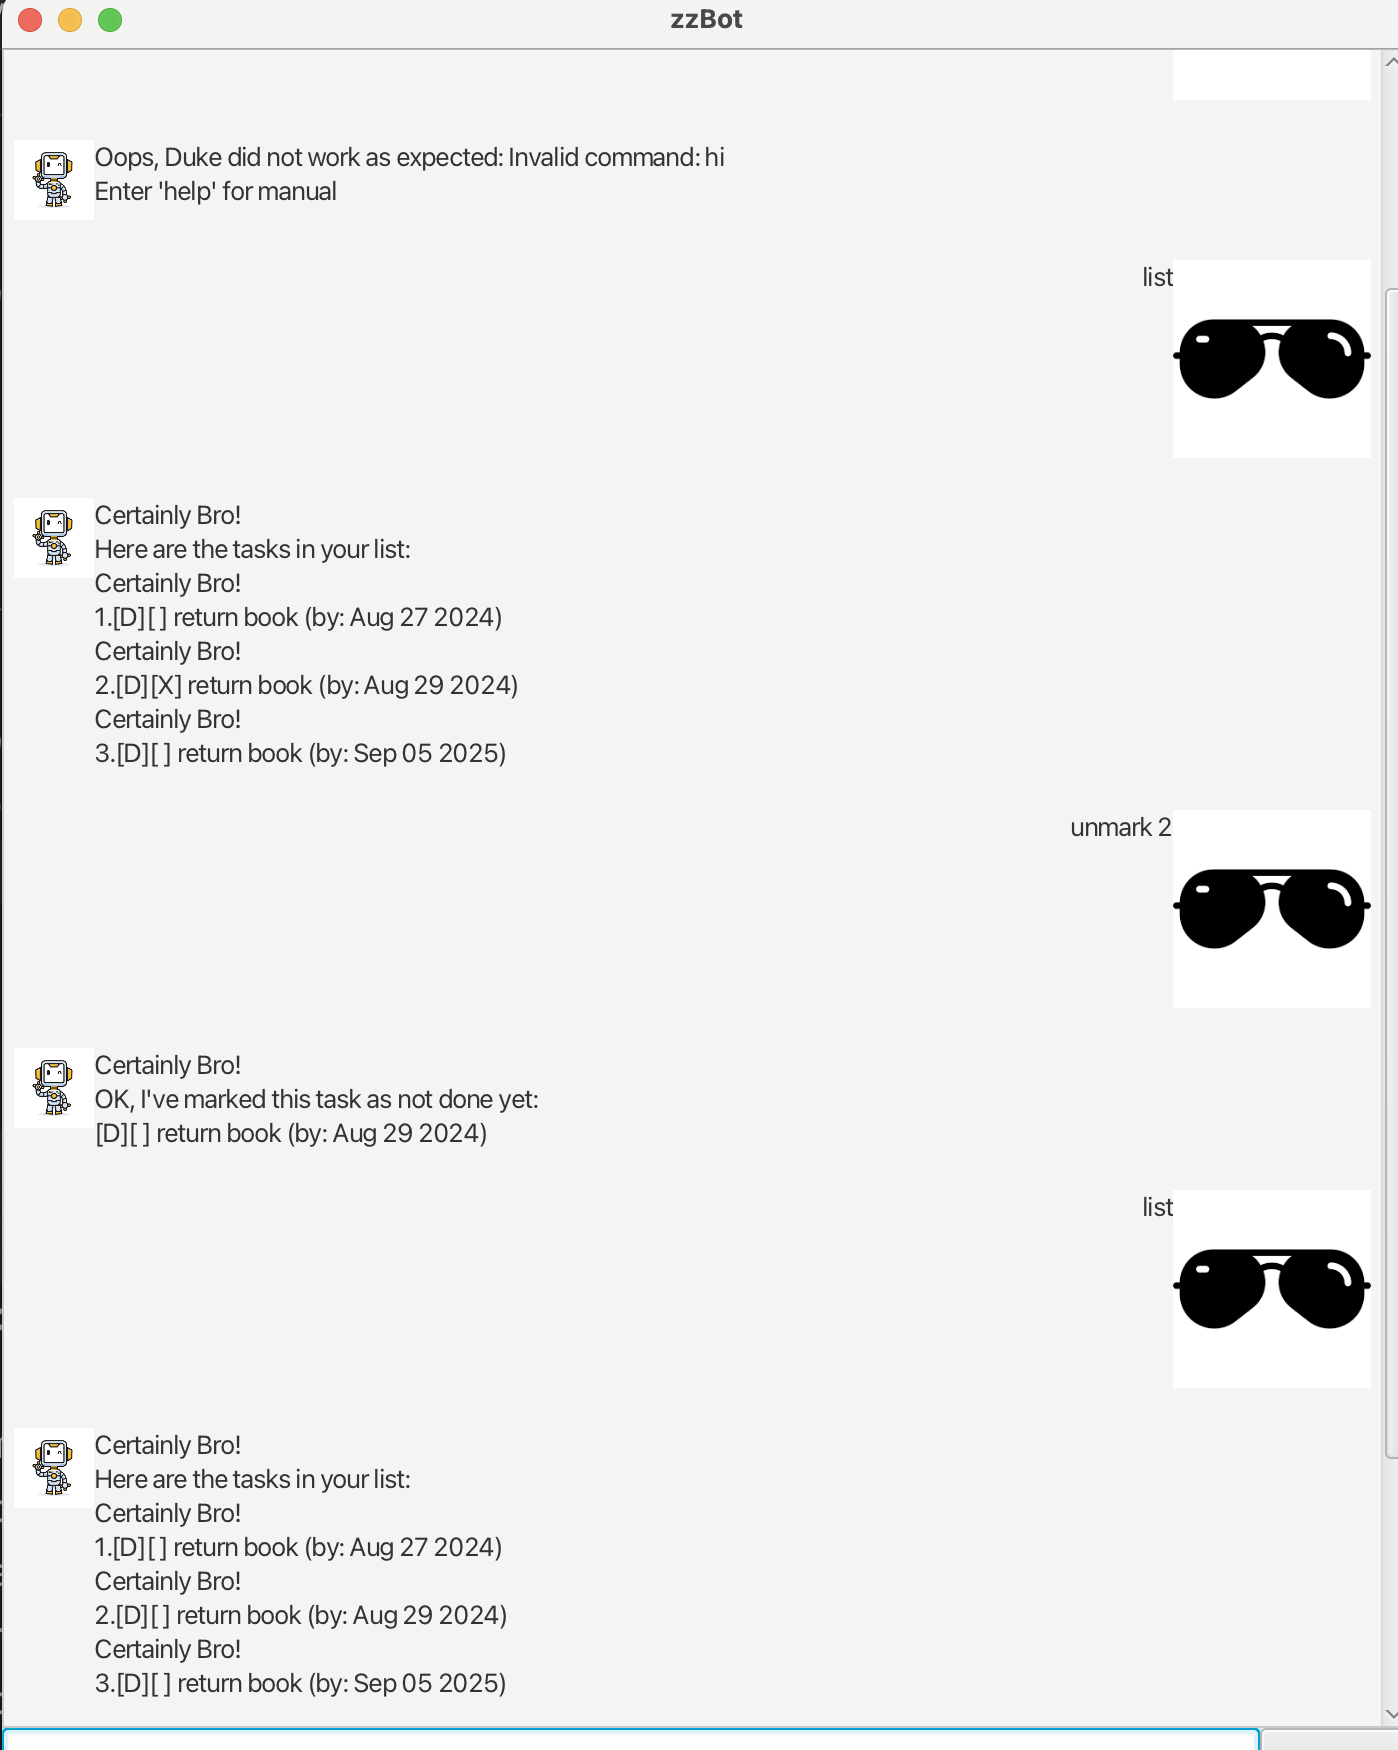 zzBot
Oops, Duke did not work as expected: Invalid command: hi
Enter 'help' for manual
list
Certainly Bro!
Here are the tasks in your list:
Certainly Bro!
1.[D][ ] return book (by: Aug 27 2024)
Certainly Bro!
2.[D][X] return book (by: Aug 29 2024)
Certainly Bro!
3.[D][ ] return book (by: Sep 05 2025)
unmark 2
Certainly Bro!
OK, I've marked this task as not done yet:
[D][ ] return book (by: Aug 29 2024)
list
Certainly Bro!
Here are the tasks in your list:
Certainly Bro!
1.[D][ ] return book (by: Aug 27 2024)
Certainly Bro!
2.[D][ ] return book (by: Aug 29 2024)
Certainly Bro!
3.[D][ ] return book (by: Sep 05 2025)